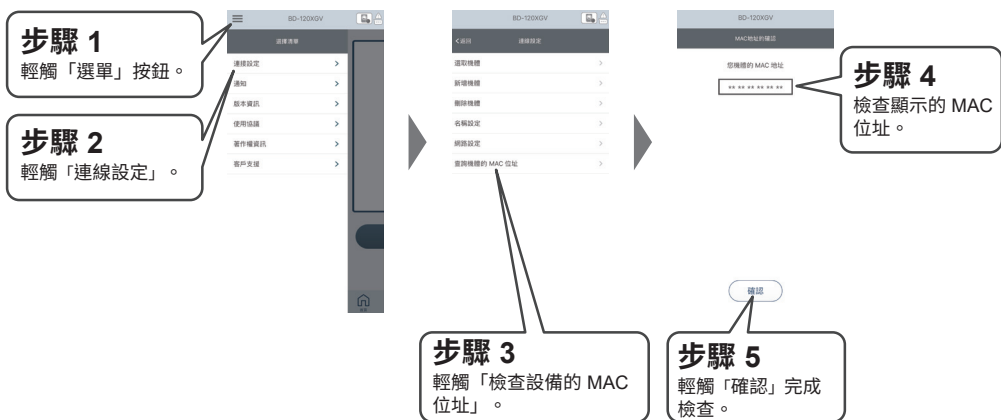 步驟 1
輕觸「選單」按鈕。
步驟 2
輕觸「連線設定」。
BD-120XGV
選擇清單
連接設定
通知
版本資訊
使用協議
著作權資訊
客戶支援
BD-120XGV
返回
連線設定
選取機體
新增機體
刪除機體
名稱設定
網路設定
查詢機體的 MAC 位址
步驟 3
輕觸「檢查設備的 MAC
位址」。
BD-120XGV
MAC地址的確認
您機體的 MAC 地址
** ** ** ** ** **
確認
步驟 4
檢查顯示的 MAC
位址。
步驟 5
輕觸「確認」完成
檢查。